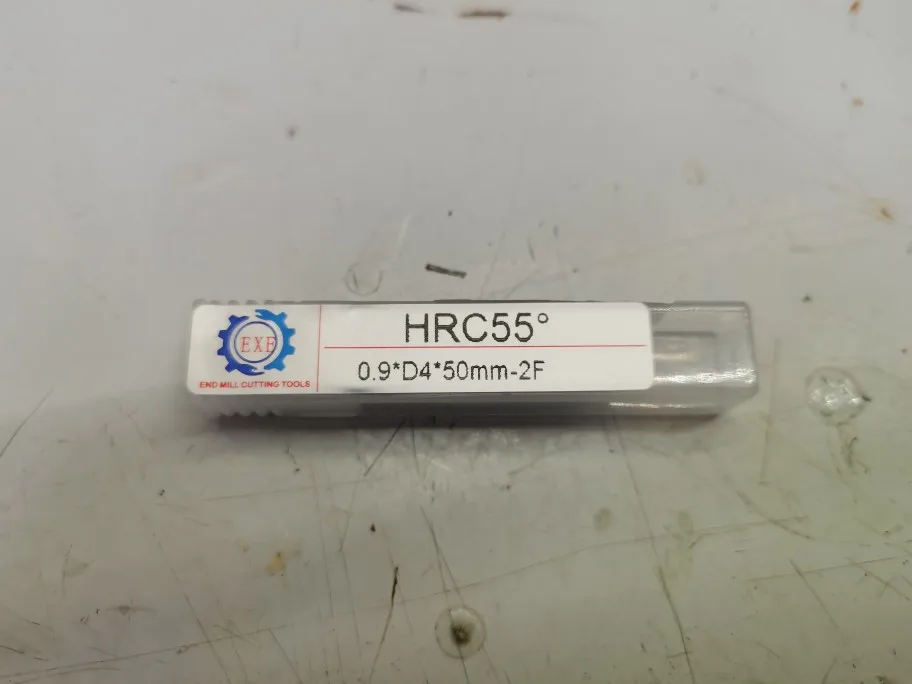 EXE
END MILL CUTTING TOOLS
HRC55°
0.9*D4*50mm-2F